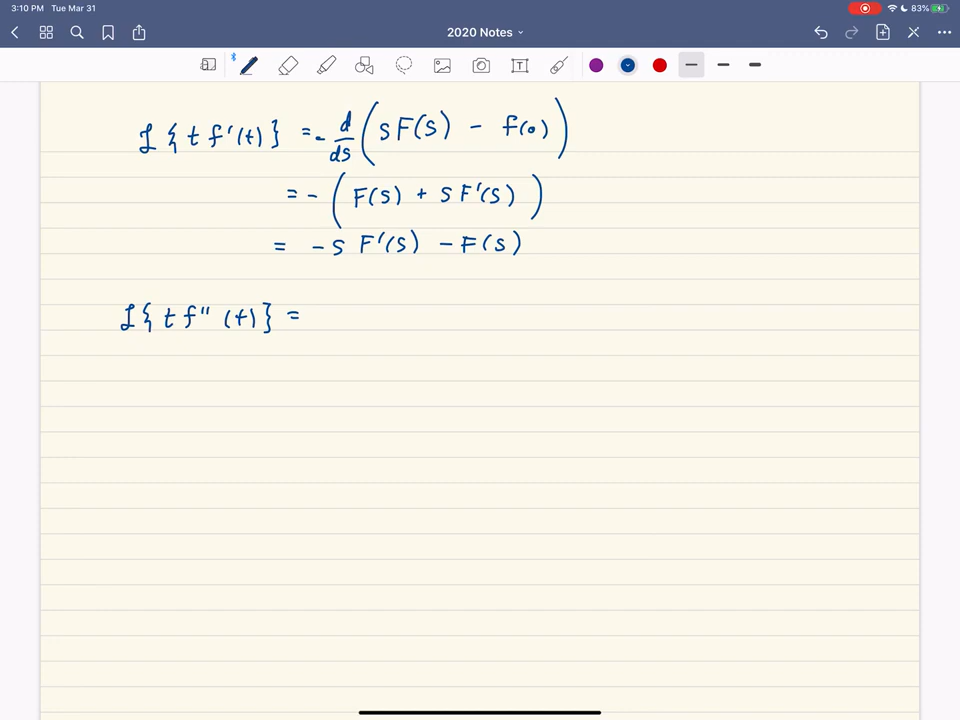 3:10 PM Tue Mar 31 83%
2020 Notes
T
ℒ{t f'(t)} = - d/ds (sF(s) - f(0))
= - (F(s) + sF'(s))
= -s F'(s) - F(s)
ℒ{t f''(t)} =